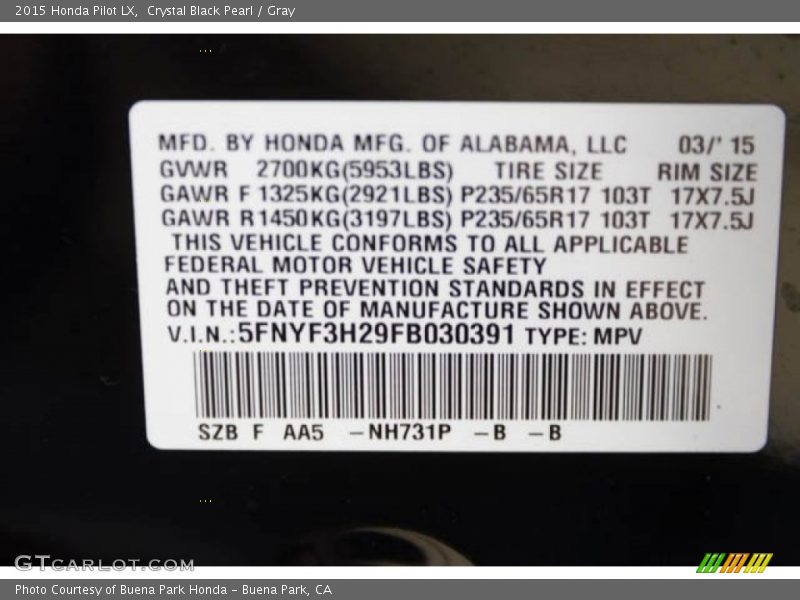 2015 Honda Pilot LX, Crystal Black Pearl / Gray
MFD. BY HONDA MFG. OF ALABAMA, LLC 03/' 15
GVWR 2700KG(5953LBS) TIRE SIZE RIM SIZE
GAWR F 1325KG(2921LBS) P235/65R17 103T 17X7.5J
GAWR R1450KG(3197LBS) P235/65R17 103T 17X7.5J
THIS VEHICLE CONFORMS TO ALL APPLICABLE
FEDERAL MOTOR VEHICLE SAFETY
AND THEFT PREVENTION STANDARDS IN EFFECT
ON THE DATE OF MANUFACTURE SHOWN ABOVE.
V.I.N.:5FNYF3H29FB030391 TYPE: MPV
SZB F AA5 –NH731P –B –B
GTCARLOT.COM
Photo Courtesy of Buena Park Honda – Buena Park, CA